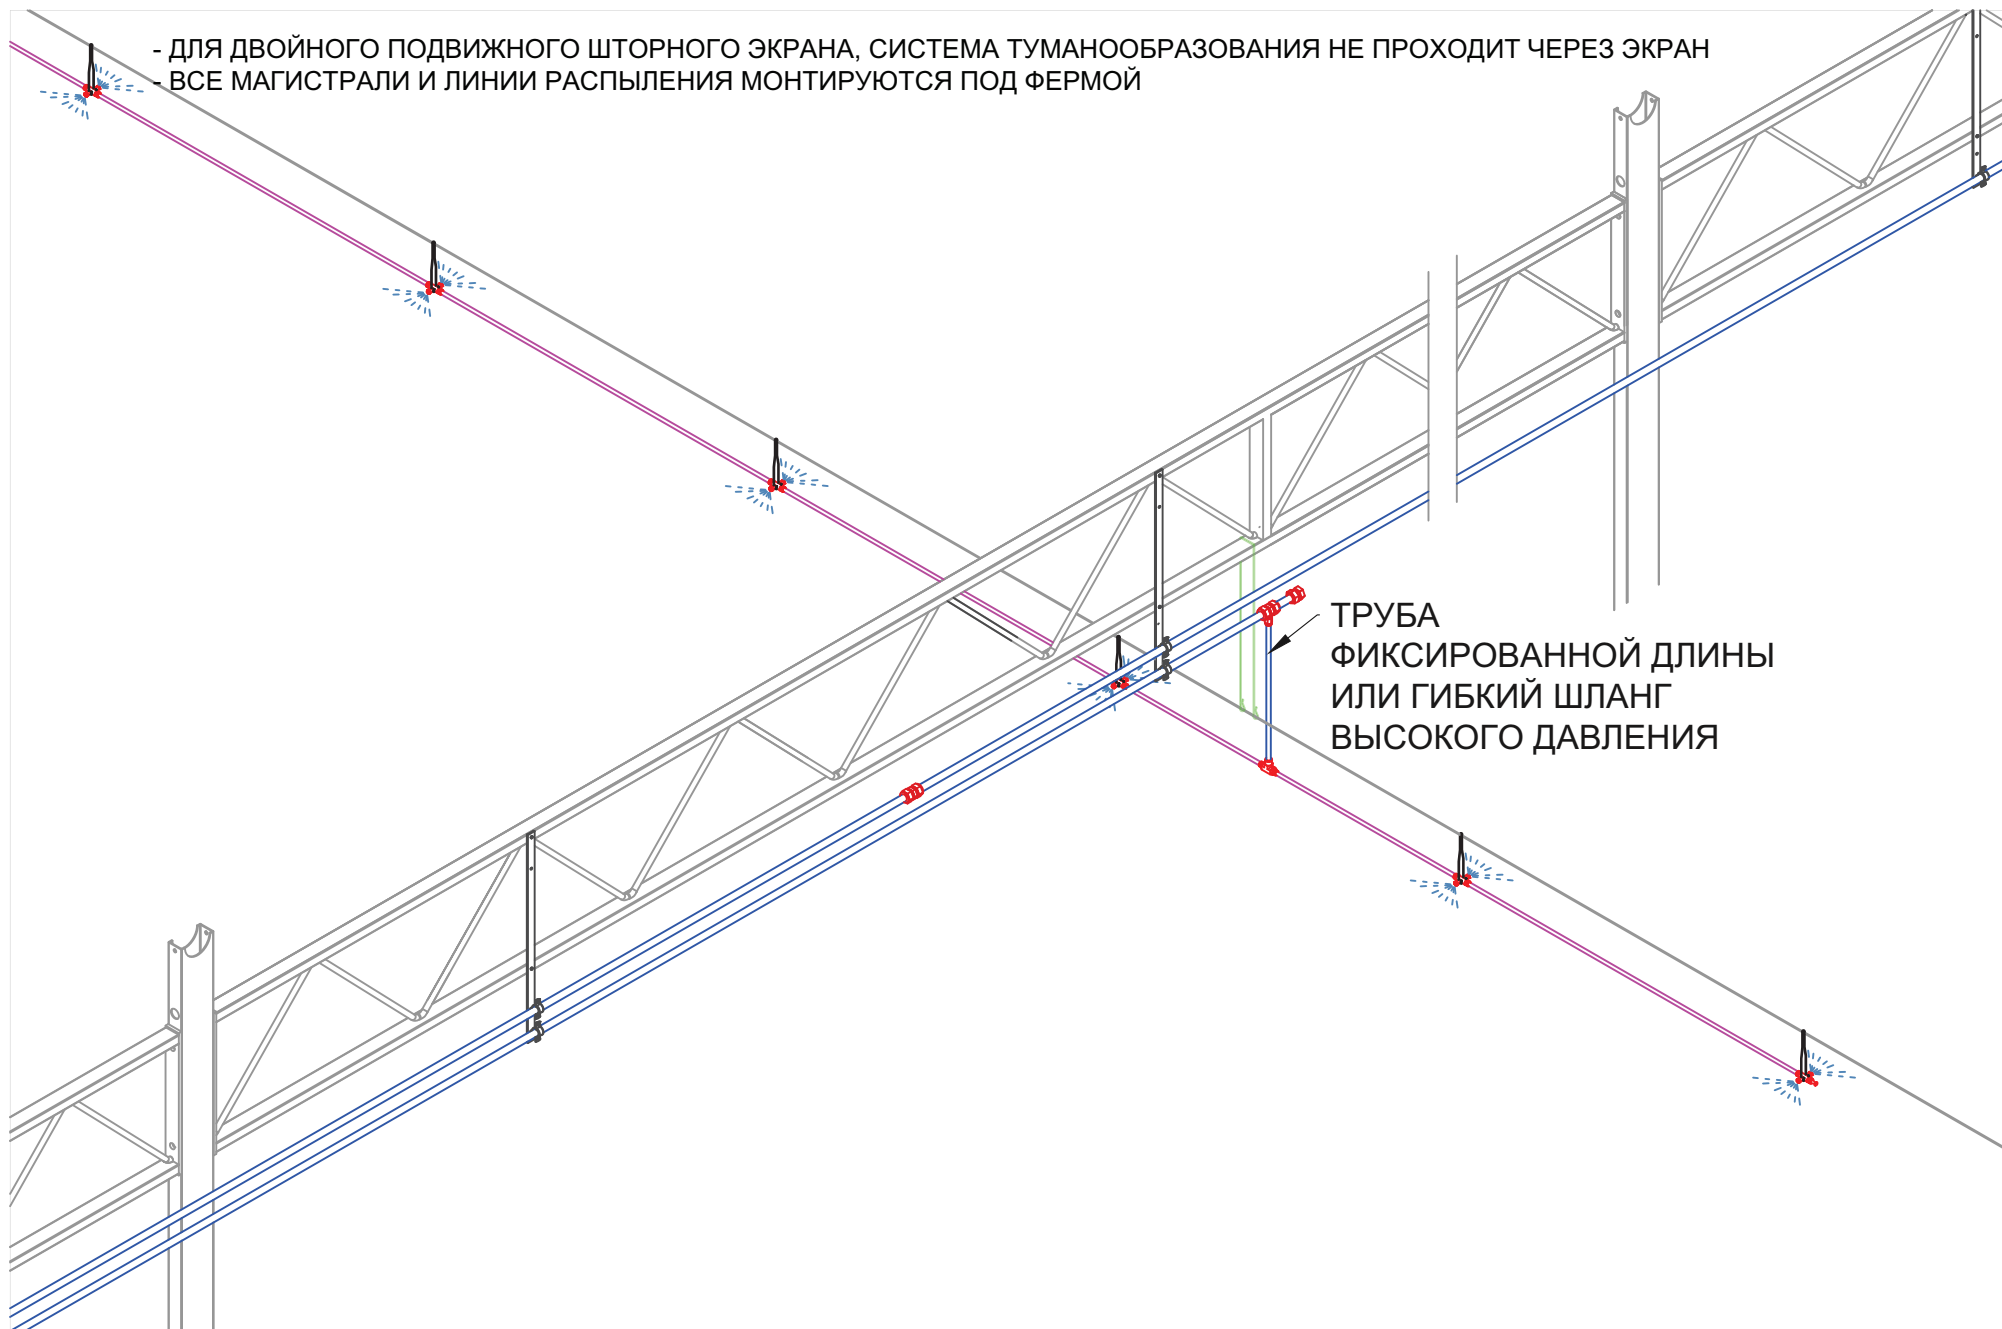 - ДЛЯ ДВОЙНОГО ПОДВИЖНОГО ШТОРНОГО ЭКРАНА, СИСТЕМА ТУМАНООБРАЗОВАНИЯ НЕ ПРОХОДИТ ЧЕРЕЗ ЭКРАН
- ВСЕ МАГИСТРАЛИ И ЛИНИИ РАСПЫЛЕНИЯ МОНТИРУЮТСЯ ПОД ФЕРМОЙ
ТРУБА
ФИКСИРОВАННОЙ ДЛИНЫ
ИЛИ ГИБКИЙ ШЛАНГ
ВЫСОКОГО ДАВЛЕНИЯ